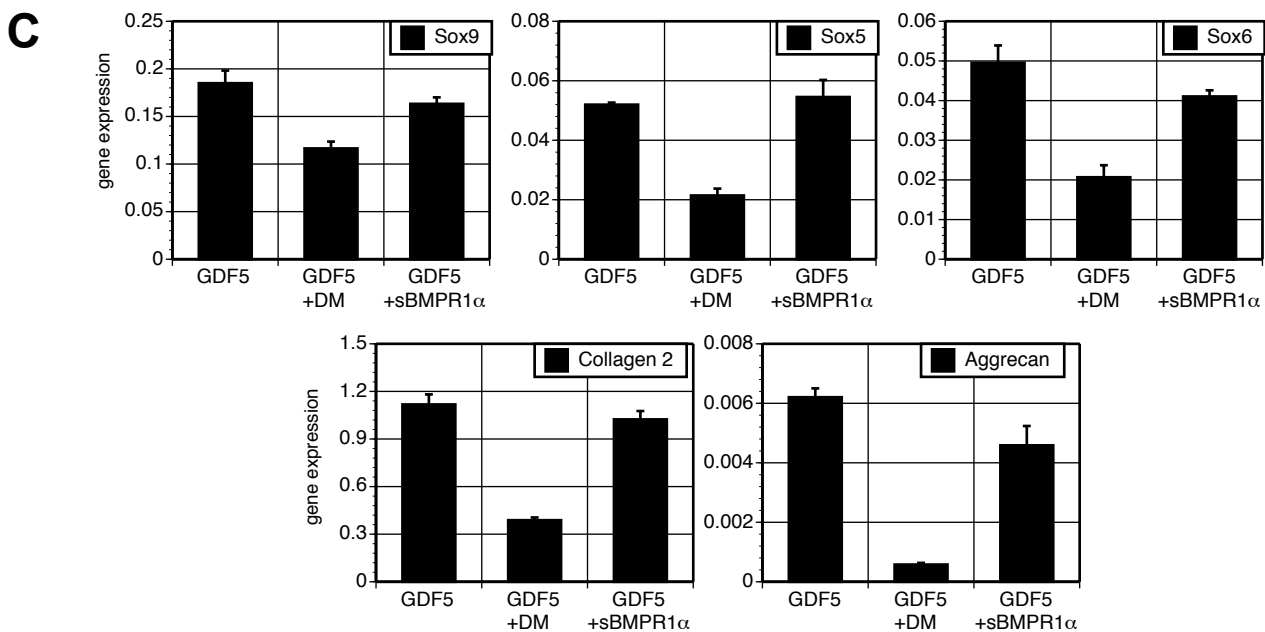 C
gene expression
0.25
0.2
0.15
0.1
0.05
0
Sox9
GDF5
GDF5
+DM
GDF5
+sBMPR1α
0.08
0.06
0.04
0.02
0
Sox5
GDF5
GDF5
+DM
GDF5
+sBMPR1α
0.06
0.05
0.04
0.03
0.02
0.01
0
Sox6
GDF5
GDF5
+DM
GDF5
+sBMPR1α
gene expression
1.5
1.2
0.9
0.6
0.3
0
Collagen 2
GDF5
GDF5
+DM
GDF5
+sBMPR1α
0.008
0.006
0.004
0.002
0
Aggrecan
GDF5
GDF5
+DM
GDF5
+sBMPR1α